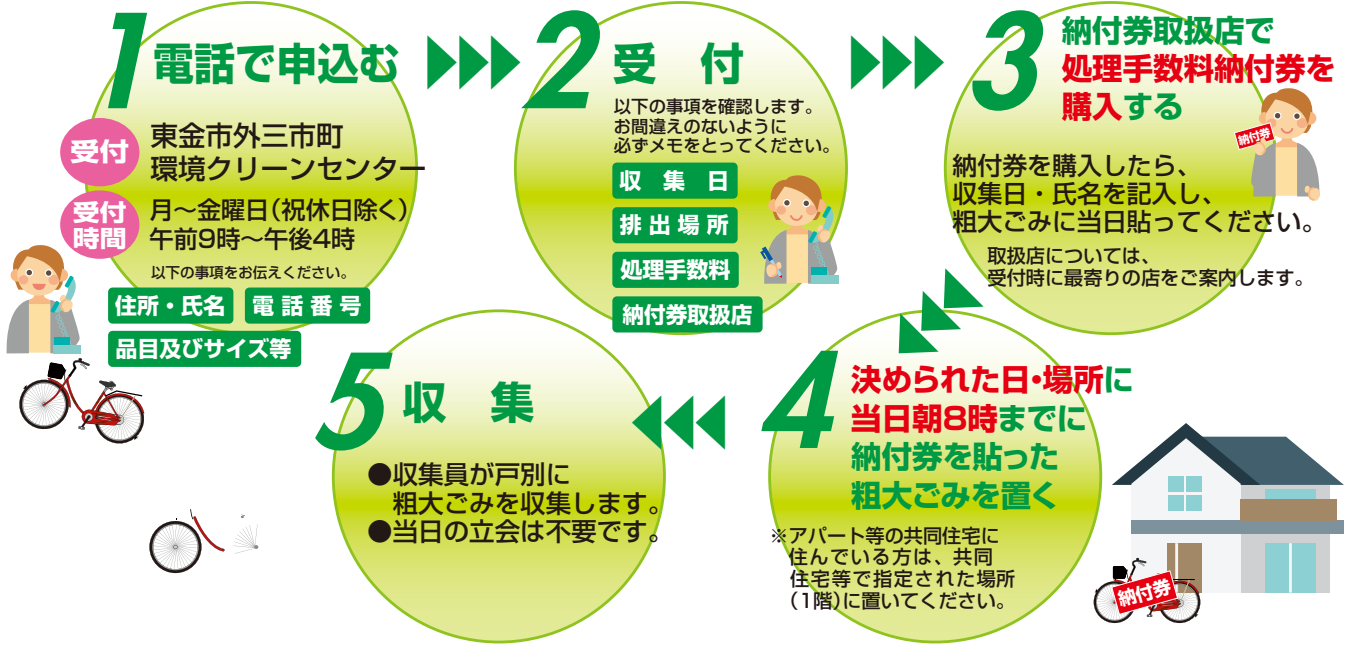 1
電話で申込む
受付
東金市外三市町
環境クリーンセンター
受付
時間
月～金曜日(祝休日除く)
午前9時～午後4時
以下の事項をお伝えください。
住所・氏名
電話番号
品目及びサイズ等
2
受付
以下の事項を確認します。
お間違えのないように
必ずメモをとってください。
収集日
排出場所
処理手数料
納付券取扱店
3
納付券取扱店で
処理手数料納付券を
購入する
納付券
納付券を購入したら、
収集日・氏名を記入し、
粗大ごみに当日貼ってください。
取扱店については、
受付時に最寄りの店をご案内します。
4
決められた日・場所に
当日朝8時までに
納付券を貼った
粗大ごみを置く
※アパート等の共同住宅に
住んでいる方は、共同
住宅等で指定された場所
(1階)に置いてください。
納付券
5
収集
●収集員が戸別に
粗大ごみを収集します。
●当日の立会は不要です。